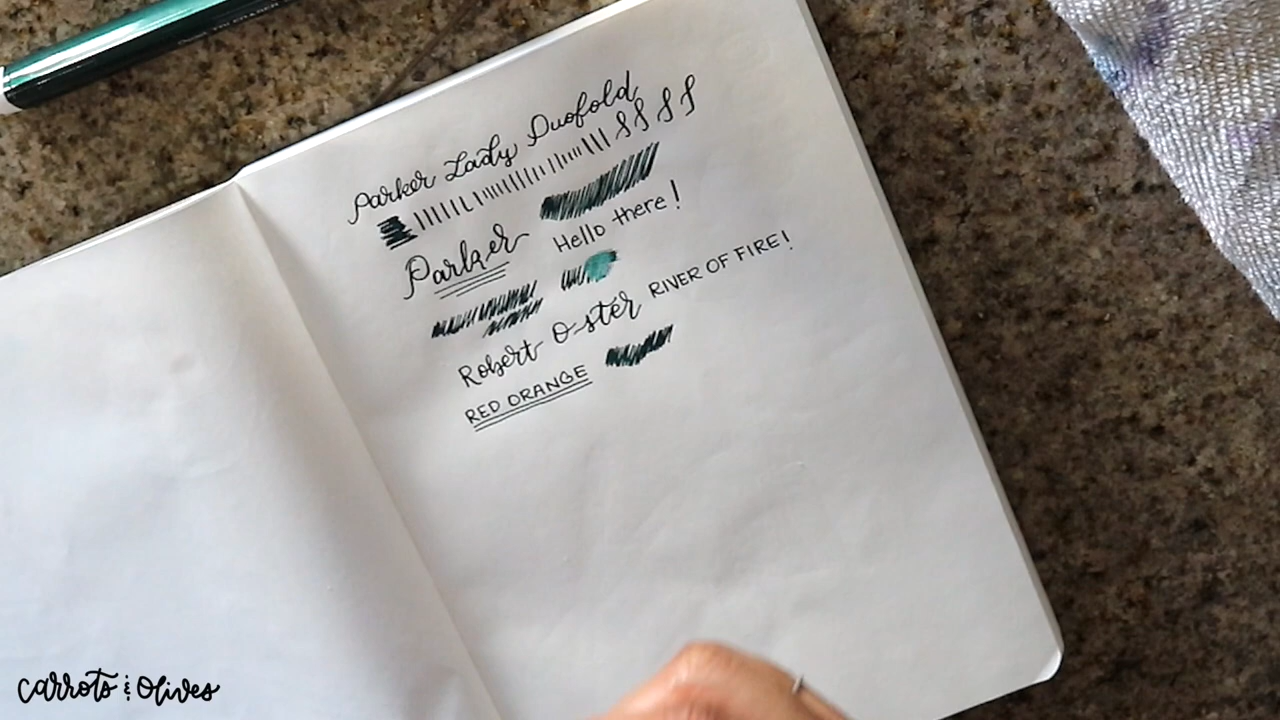 Parker Lady Duofold
Parker Hello there!
Robert Oster RIVER OF FIRE!
RED ORANGE
carrots & Olives